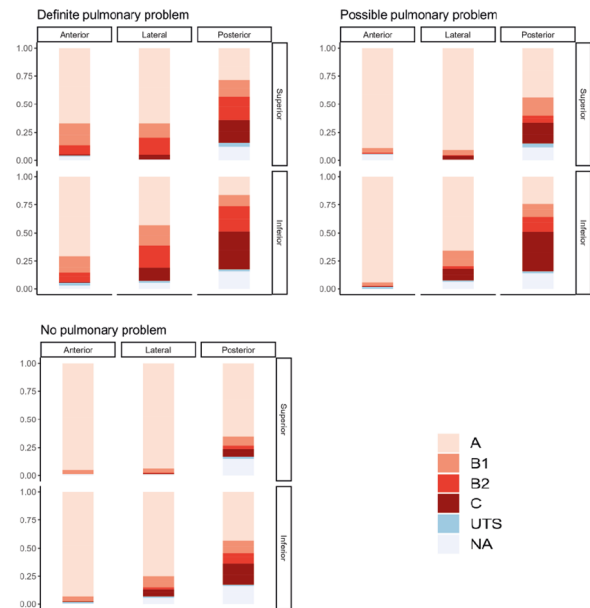 Definite pulmonary problem
Anterior Lateral Posterior
1.00
0.75
0.50
0.25
0.00
Superior
1.00
0.75
0.50
0.25
0.00
Inferior
Possible pulmonary problem
Anterior Lateral Posterior
1.00
0.75
0.50
0.25
0.00
Superior
1.00
0.75
0.50
0.25
0.00
Inferior
No pulmonary problem
Anterior Lateral Posterior
1.00
0.75
0.50
0.25
0.00
Superior
1.00
0.75
0.50
0.25
0.00
Inferior
A
B1
B2
C
UTS
NA